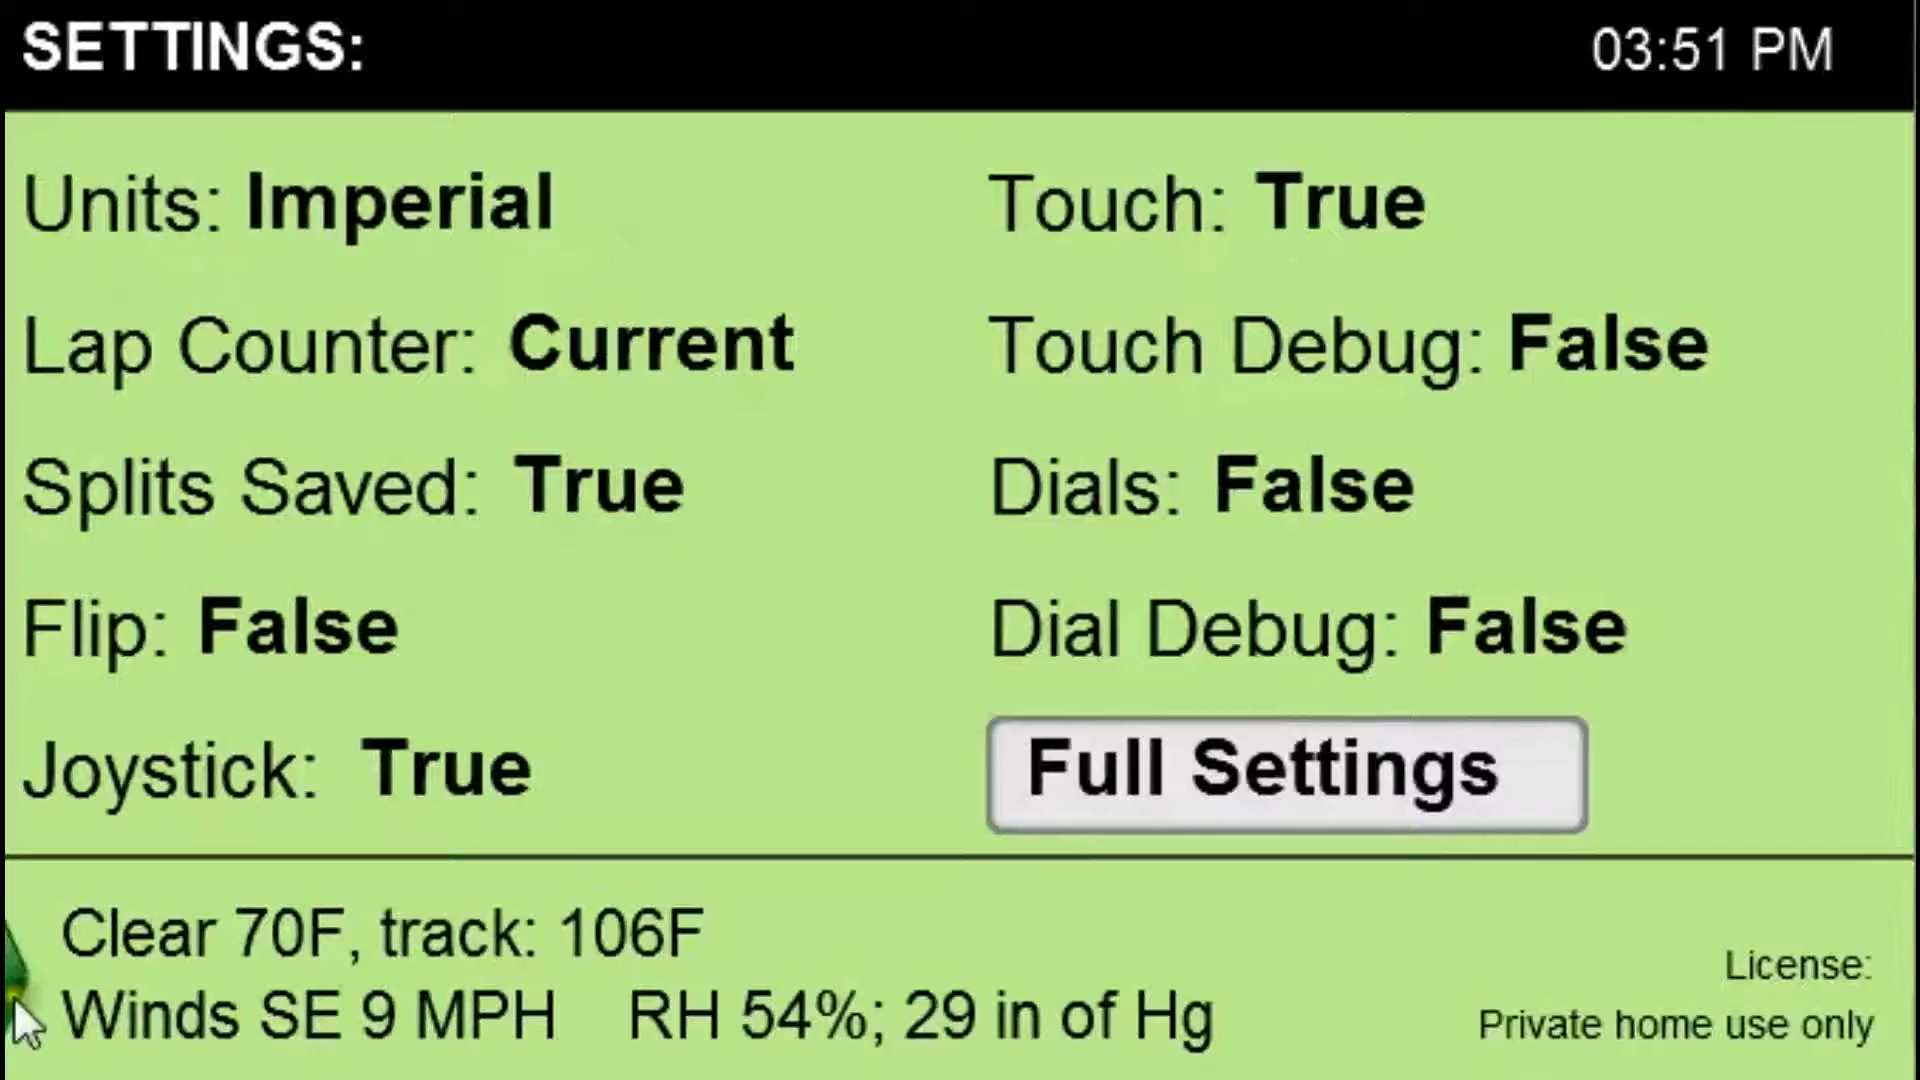 SETTINGS: 03:51 PM
Units: Imperial Touch: True
Lap Counter: Current Touch Debug: False
Splits Saved: True Dials: False
Flip: False Dial Debug: False
Joystick: True Full Settings
Clear 70F, track: 106F
Winds SE 9 MPH RH 54%; 29 in of Hg
License:
Private home use only